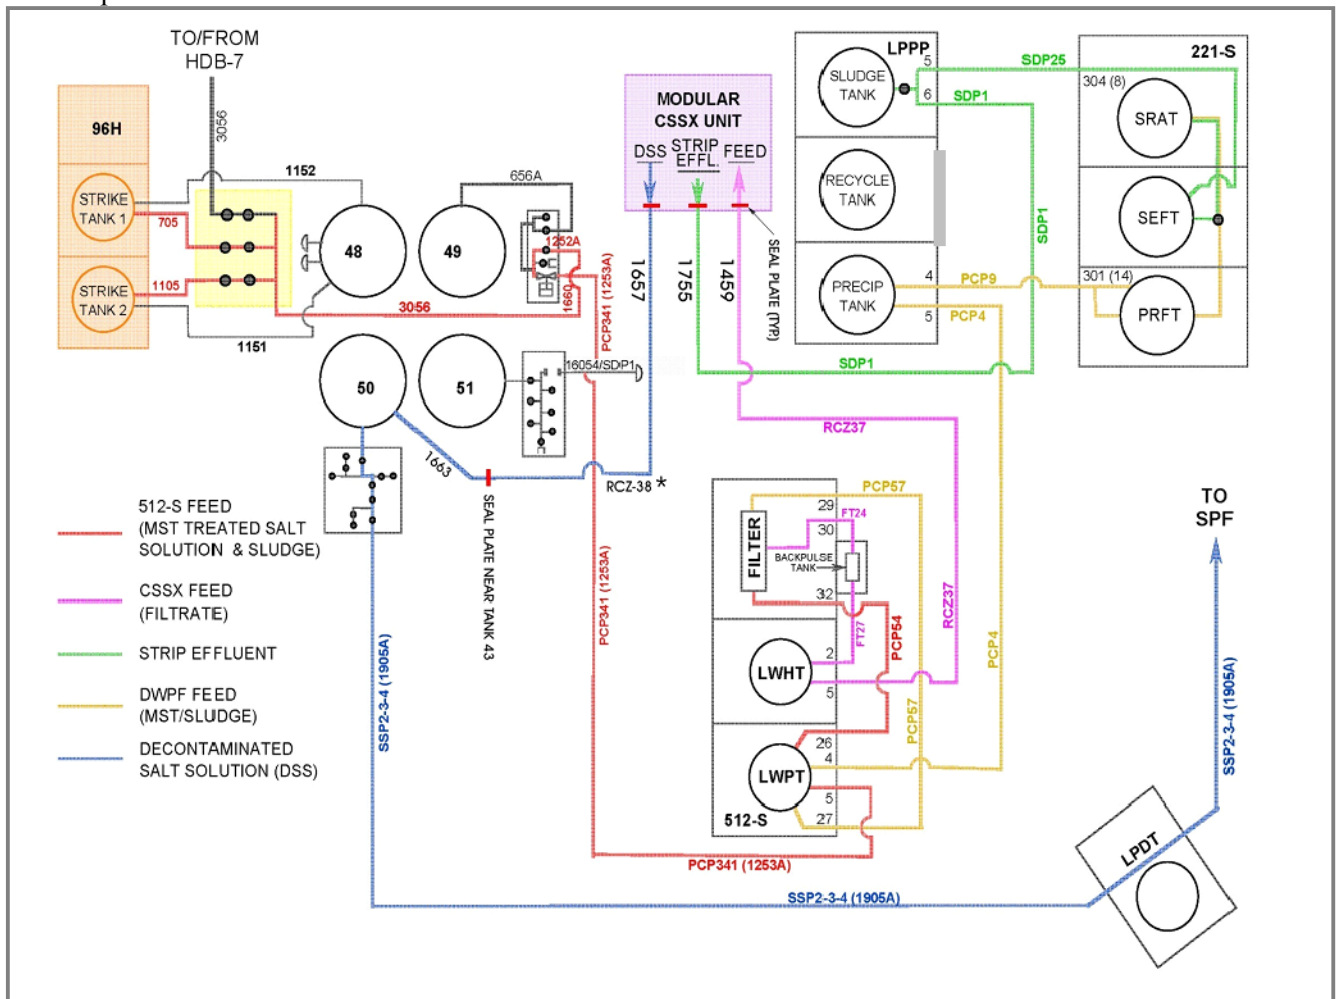 TO/FROM
HDB-7
3056
96H
STRIKE
TANK 1
705
1152
STRIKE
TANK 2
1105
1151
3056
48
49
656A
1252A
1660
PCP341 (1253A)
50
51
16054/SDP1
1663
SEAL PLATE NEAR TANK 43
RCZ-38 *
MODULAR
CSSX UNIT
DSS
STRIP
EFFL.
FEED
1657
1755
1459
SEAL PLATE (TYP)
LPPP
SLUDGE
TANK
5
6
RECYCLE
TANK
PRECIP
TANK
4
5
SDP25
SDP1
SDP1
SDP1
PCP9
PCP4
221-S
304 (8)
SRAT
SEFT
301 (14)
PRFT
RCZ37
RCZ37
PCP4
PCP57
29
FT24
30
FILTER
BACKPULSE
TANK
32
FT27
PCP54
LWHT
2
5
PCP57
26
4
LWPT
5
27
512-S
PCP341 (1253A)
PCP341 (1253A)
512-S FEED
(MST TREATED SALT
SOLUTION & SLUDGE)
CSSX FEED
(FILTRATE)
STRIP EFFLUENT
DWPF FEED
(MST/SLUDGE)
DECONTAMINATED
SALT SOLUTION (DSS)
SSP2-3-4 (1905A)
SSP2-3-4 (1905A)
LPDT
SSP2-3-4 (1905A)
TO
SPF